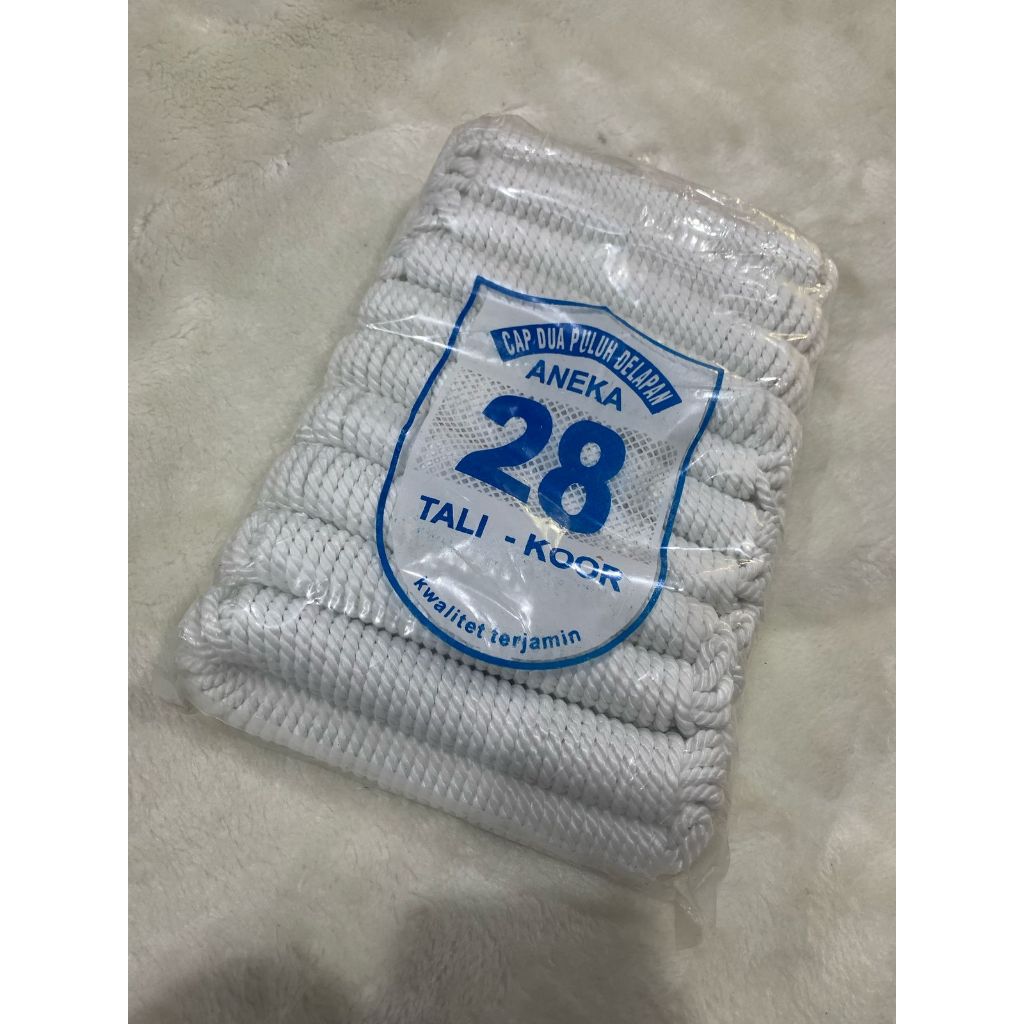 CAP DUA PULUH DELAPAN
ANEKA
28
TALI - KOOR
kwalitet terjamin